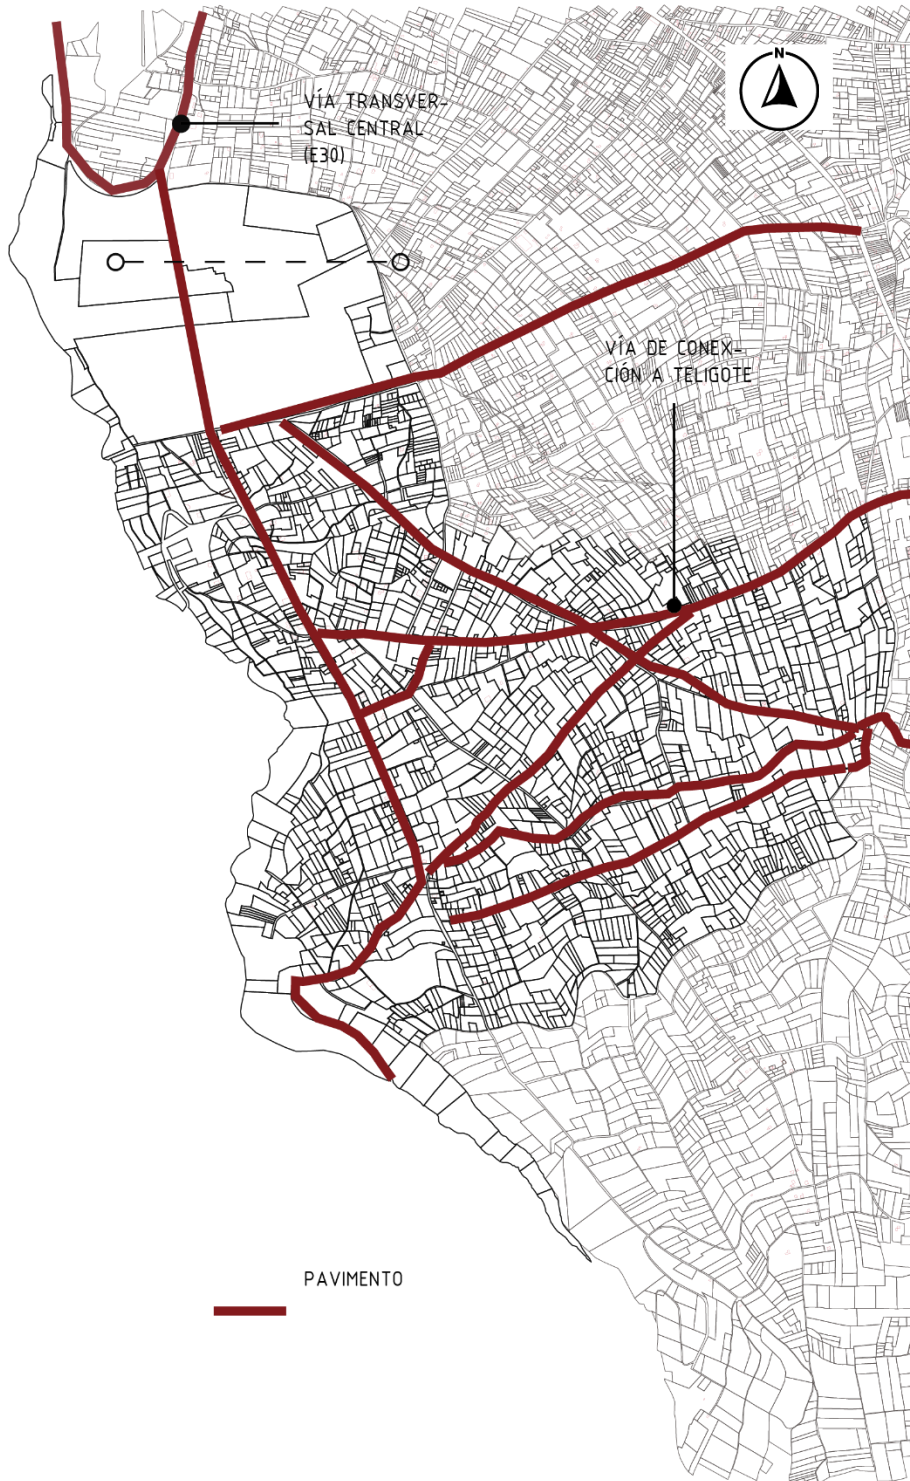 N
VÍA TRANSVER-
SAL CENTRAL
(E30)
VÍA DE CONEX-
CIÓN A TELIGOTE
PAVIMENTO